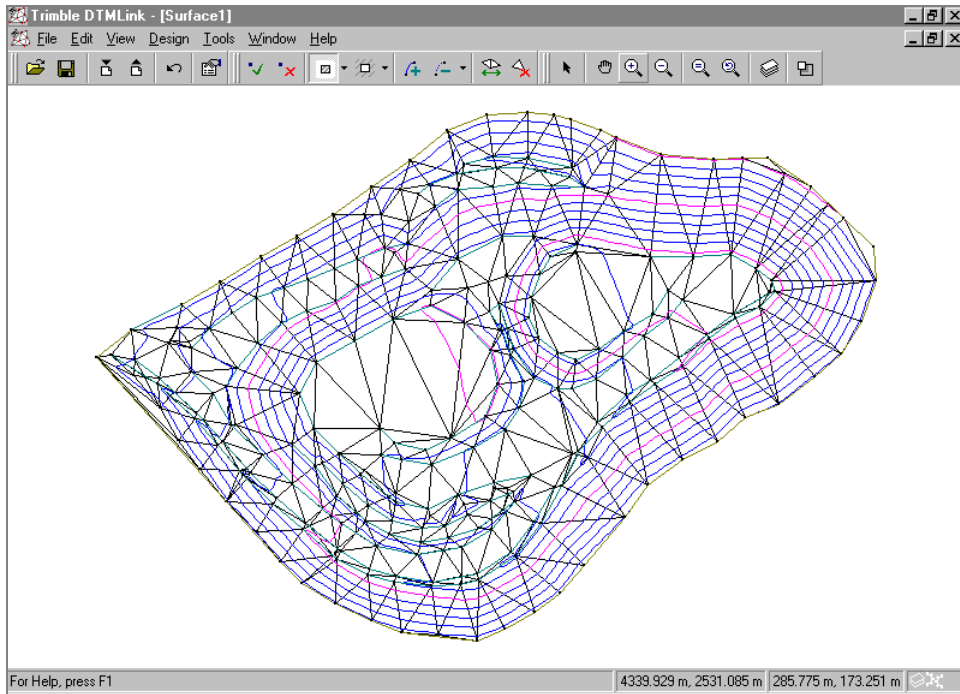 Trimble DTMLink - [Surface1]
File Edit View Design Tools Window Help
For Help, press F1 4339.929 m, 2531.085 m 285.775 m, 173.251 m